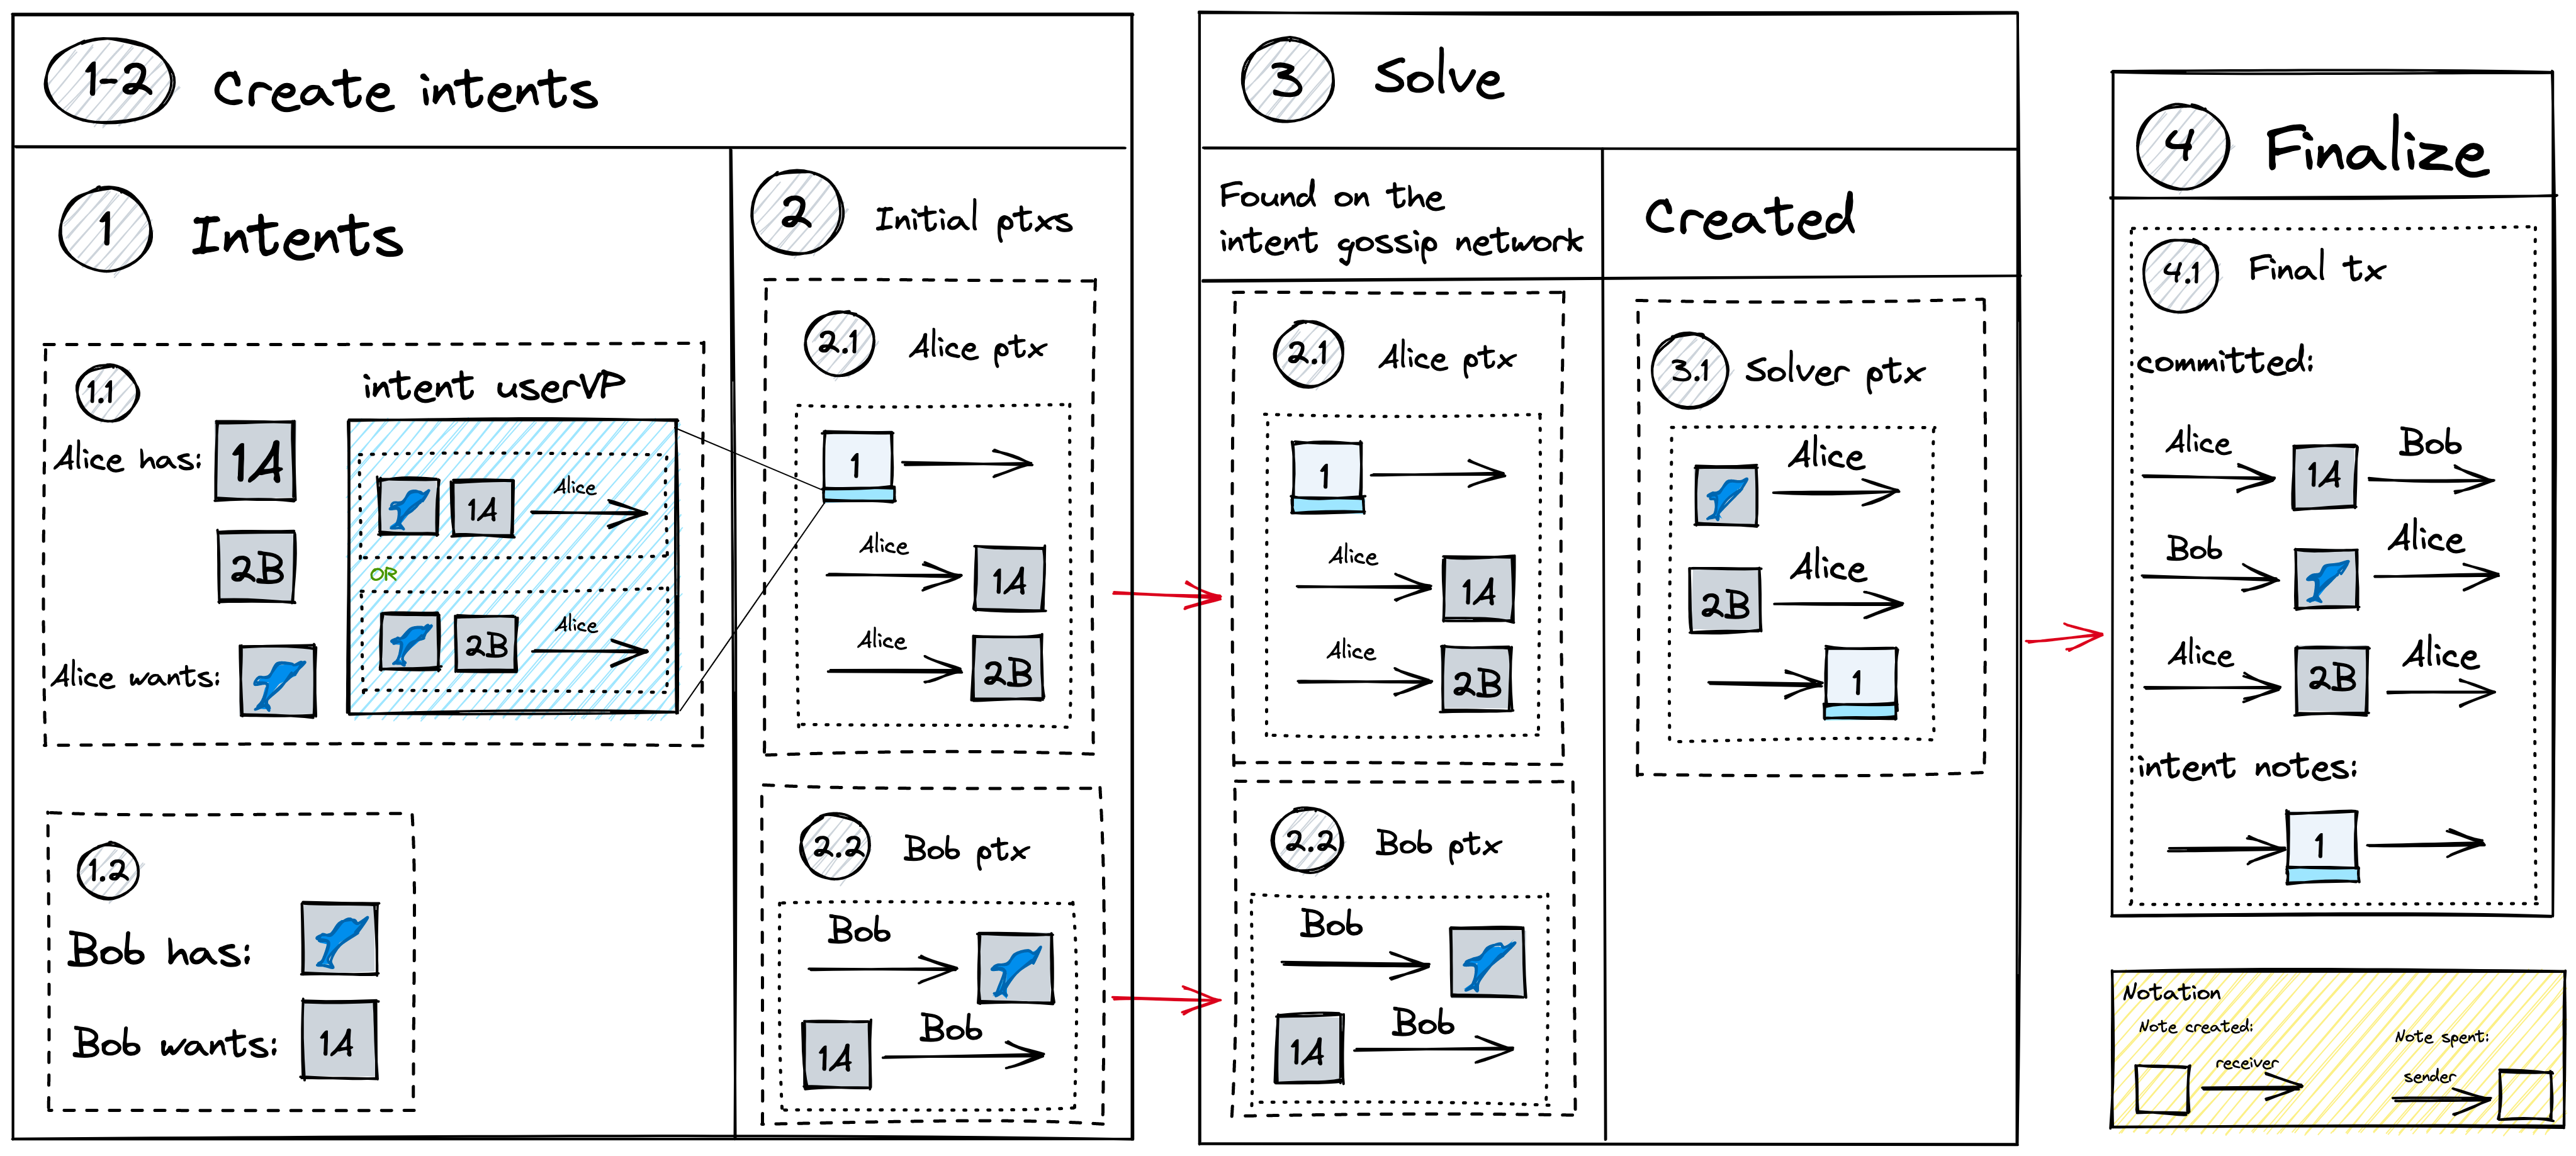 1-2 Create intents
1 Intents
1.1
intent userVP
Alice has: 1A
2B
Alice wants:
1A Alice
OR
2B Alice
1.2
Bob has:
Bob wants: 1A
2 Initial ptxs
2.1 Alice ptx
1
Alice 1A
Alice 2B
2.2 Bob ptx
Bob
1A Bob
3 Solve
Found on the
intent gossip network
2.1 Alice ptx
1
Alice 1A
Alice 2B
2.2 Bob ptx
Bob
1A Bob
Created
3.1 Solver ptx
Alice
2B Alice
1
4 Finalize
4.1 Final tx
committed:
Alice 1A Bob
Bob Alice
Alice 2B Alice
intent notes:
1
Notation
Note created:
receiver
Note spent:
sender